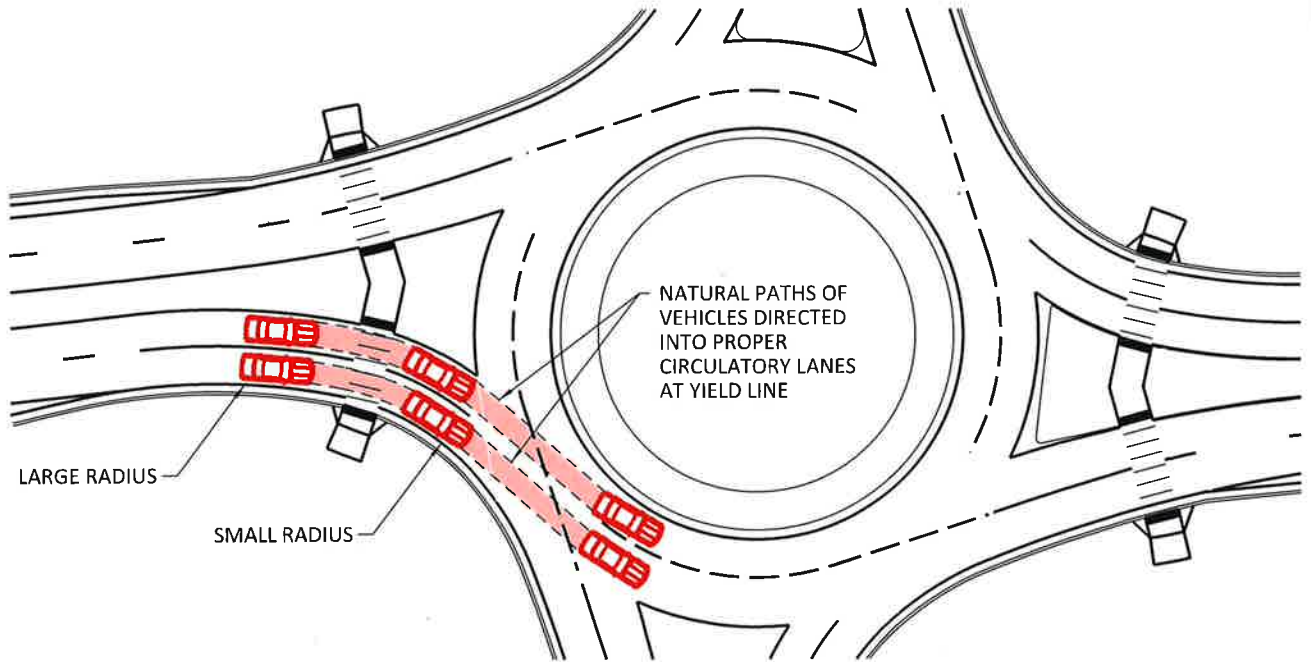 NATURAL PATHS OF
VEHICLES DIRECTED
INTO PROPER
CIRCULATORY LANES
AT YIELD LINE
LARGE RADIUS
SMALL RADIUS